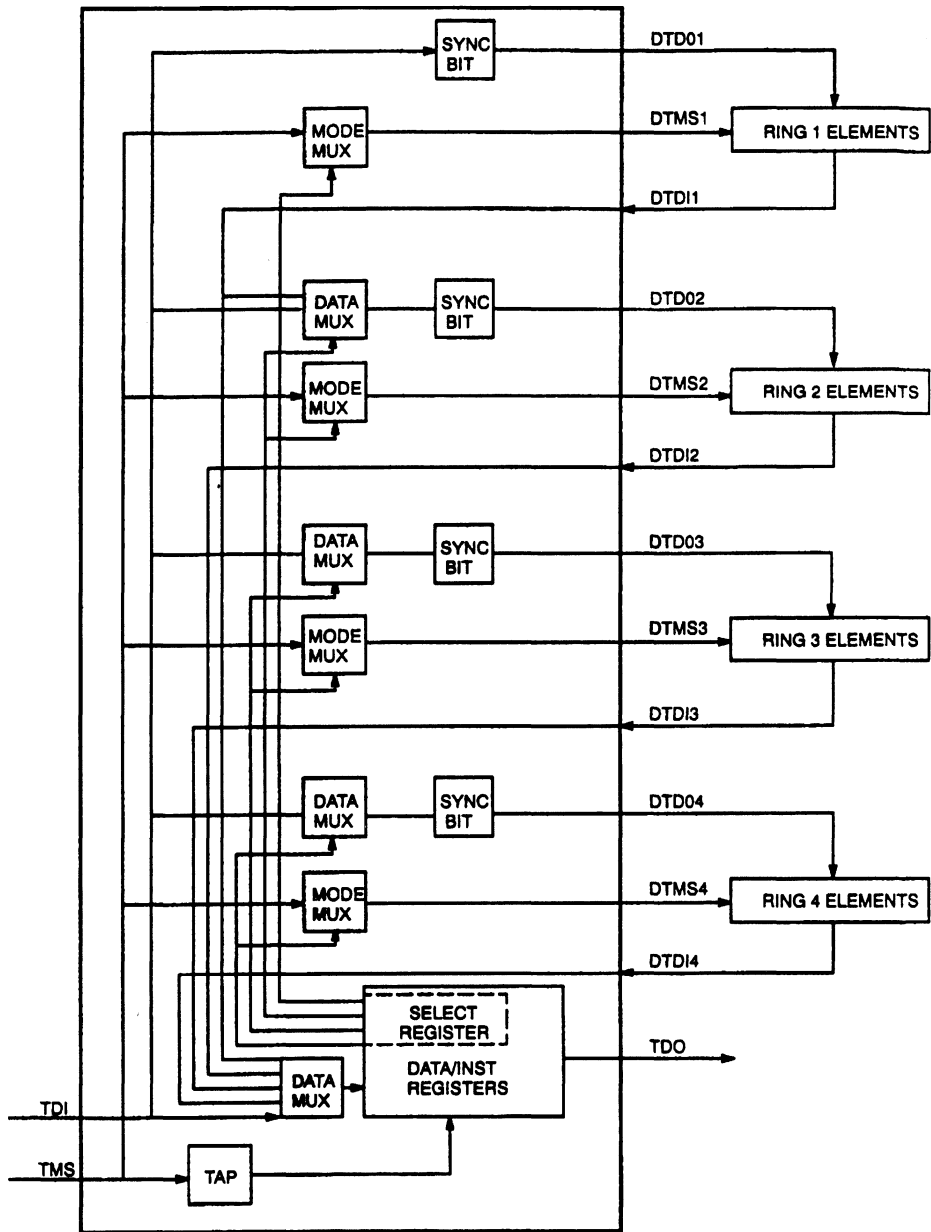 SYNC
BIT
DTD01
MODE
MUX
DTMS1
RING 1 ELEMENTS
DTDI1
DATA
MUX
SYNC
BIT
DTD02
MODE
MUX
DTMS2
RING 2 ELEMENTS
DTDI2
DATA
MUX
SYNC
BIT
DTD03
MODE
MUX
DTMS3
RING 3 ELEMENTS
DTDI3
DATA
MUX
SYNC
BIT
DTD04
MODE
MUX
DTMS4
RING 4 ELEMENTS
DTDI4
SELECT
REGISTER
DATA/INST
REGISTERS
TDO
DATA
MUX
TDI
TMS
TAP